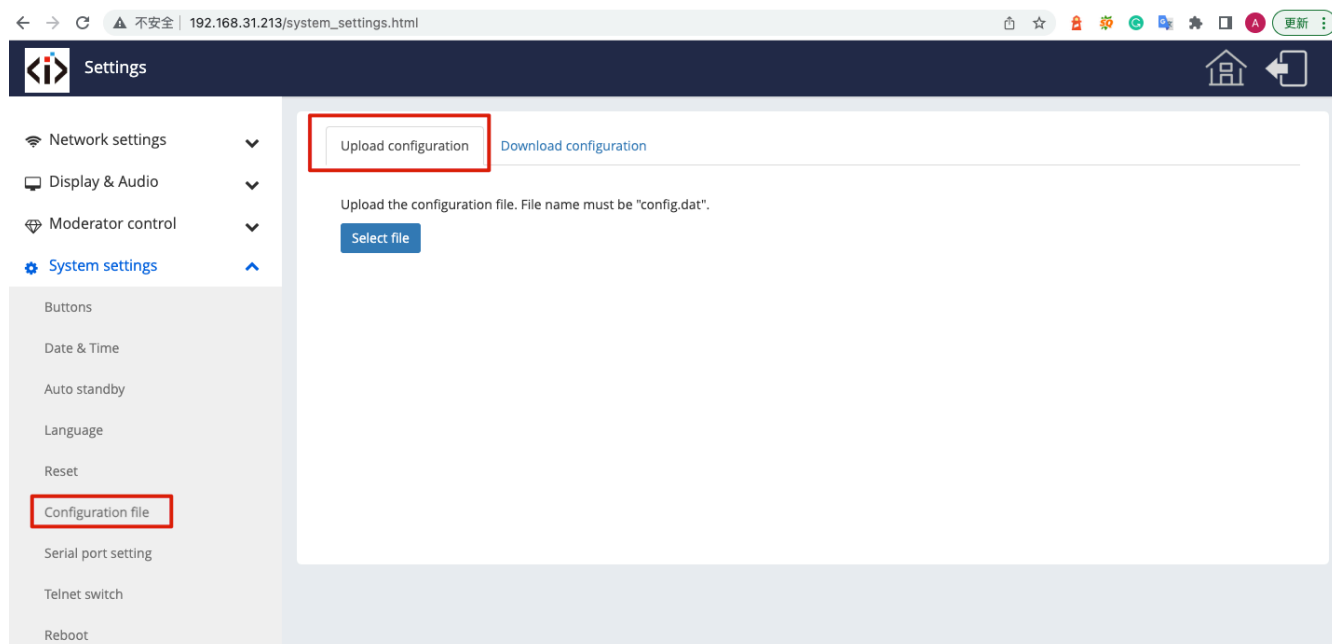 不安全 192.168.31.213/system_settings.html
A
更新
<i> Settings
Network settings
Display & Audio
Moderator control
System settings
Buttons
Date & Time
Auto standby
Language
Reset
Configuration file
Serial port setting
Telnet switch
Reboot
Upload configuration Download configuration
Upload the configuration file. File name must be "config.dat".
Select file